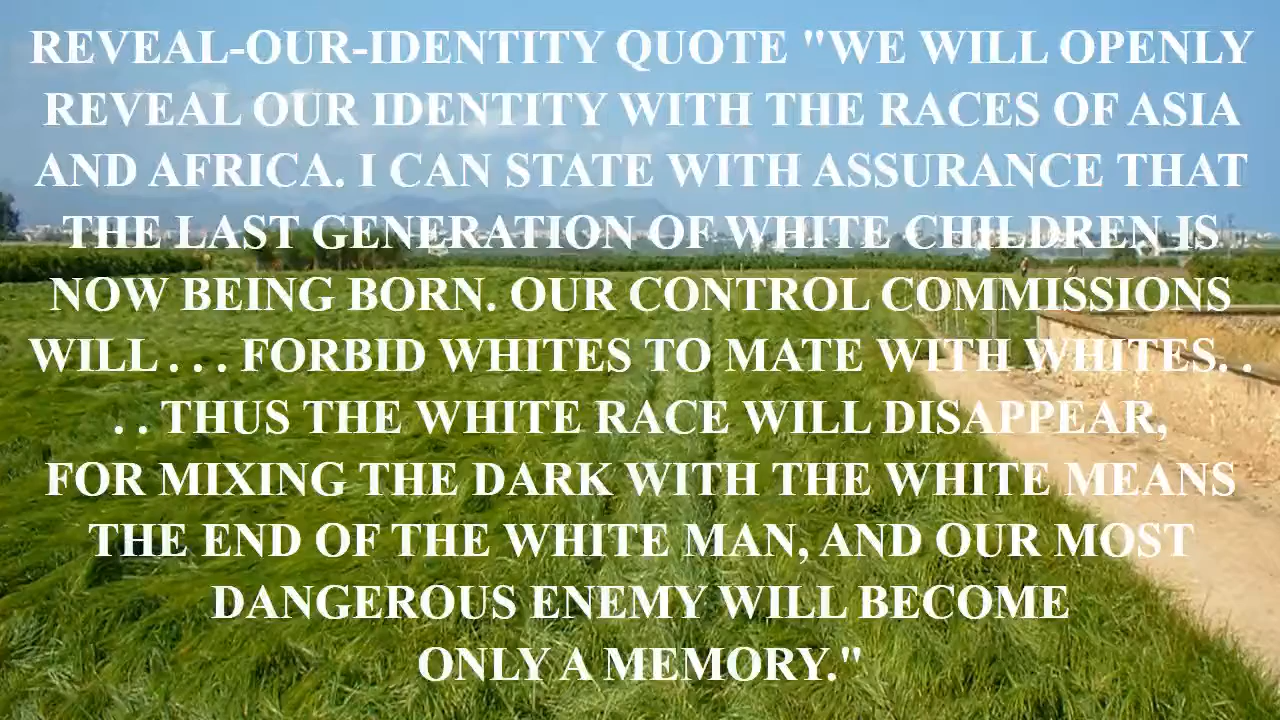 REVEAL-OUR-IDENTITY QUOTE "WE WILL OPENLY
REVEAL OUR IDENTITY WITH THE RACES OF ASIA
AND AFRICA. I CAN STATE WITH ASSURANCE THAT
THE LAST GENERATION OF WHITE CHILDREN IS
NOW BEING BORN. OUR CONTROL COMMISSIONS
WILL . . . FORBID WHITES TO MATE WITH WHITES. .
. . THUS THE WHITE RACE WILL DISAPPEAR,
FOR MIXING THE DARK WITH THE WHITE MEANS
THE END OF THE WHITE MAN, AND OUR MOST
DANGEROUS ENEMY WILL BECOME
ONLY A MEMORY."